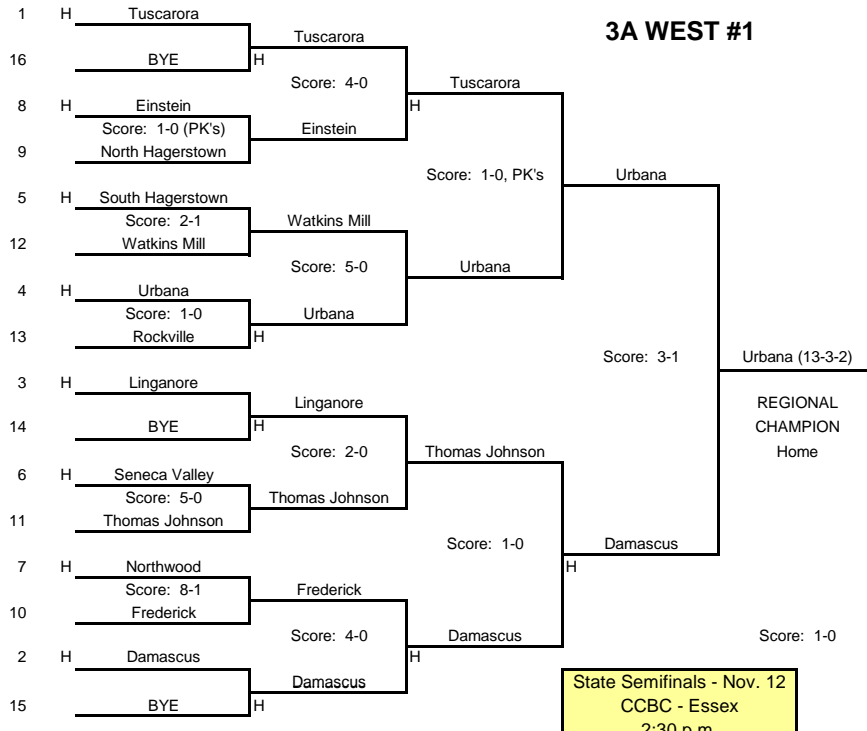 3A WEST #1
1 H Tuscarora
Tuscarora
16 BYE H
Score: 4-0
Tuscarora
8 H Einstein H
Score: 1-0 (PK's) Einstein
9 North Hagerstown
Score: 1-0, PK's Urbana
5 H South Hagerstown
Score: 2-1 Watkins Mill
12 Watkins Mill
Score: 5-0 Urbana
4 H Urbana
Score: 1-0 Urbana
13 Rockville H
Score: 3-1 Urbana (13-3-2)
3 H Linganore
Linganore REGIONAL
14 BYE H CHAMPION
Score: 2-0 Thomas Johnson Home
6 H Seneca Valley
Score: 5-0 Thomas Johnson
11 Thomas Johnson
Score: 1-0 Damascus
7 H Northwood H
Score: 8-1 Frederick
10 Frederick
Score: 4-0 Damascus Score: 1-0
2 H Damascus H
Damascus State Semifinals - Nov. 12
15 BYE H CCBC - Essex
2:30 p.m.